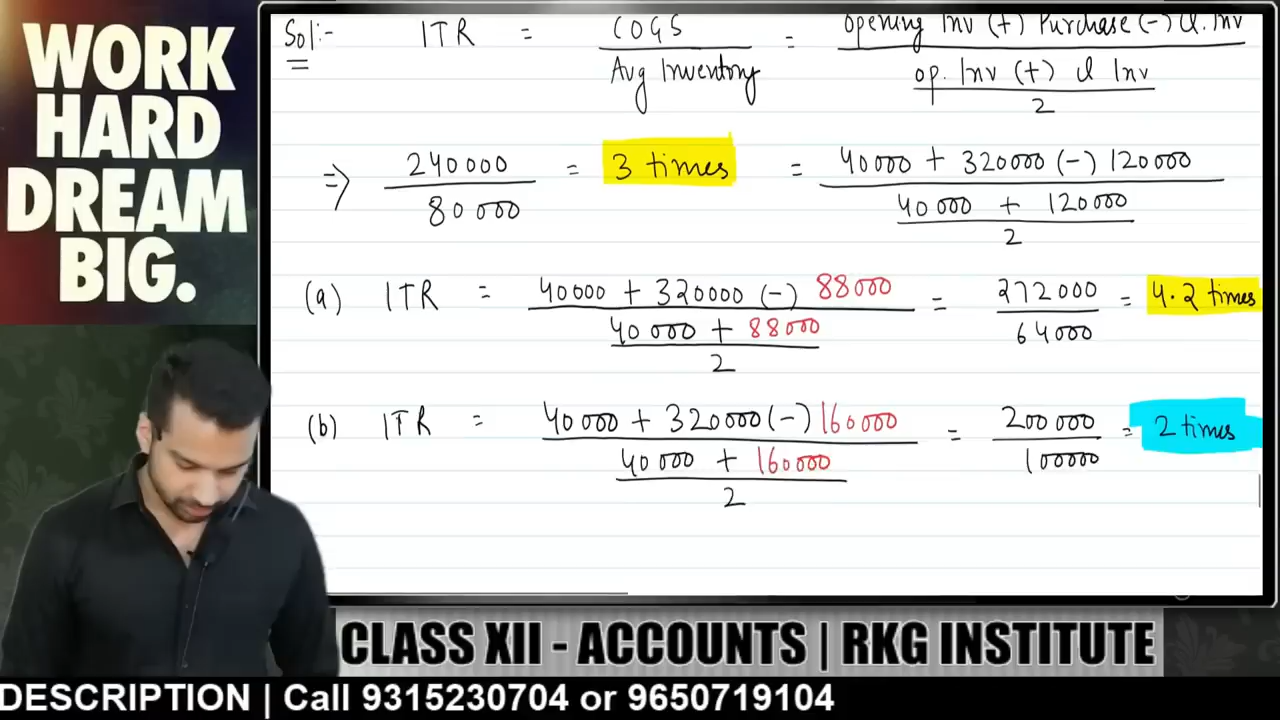 WORK
HARD
DREAM
BIG.
Sol:- ITR = COGS / Avg Inventory = Opening Inv (+) Purchase (-) Cl. Inv / op. Inv (+) Cl Inv / 2
=> 240000 / 80000 = 3 times = 40000 + 320000 (-) 120000 / 40000 + 120000 / 2
(a) ITR = 40000 + 320000 (-) 88000 / 40000 + 88000 / 2 = 272000 / 64000 = 4.2 times
(b) ITR = 40000 + 320000 (-) 160000 / 40000 + 160000 / 2 = 200000 / 100000 = 2 times
CLASS XII - ACCOUNTS | RKG INSTITUTE
DESCRIPTION | Call 9315230704 or 9650719104